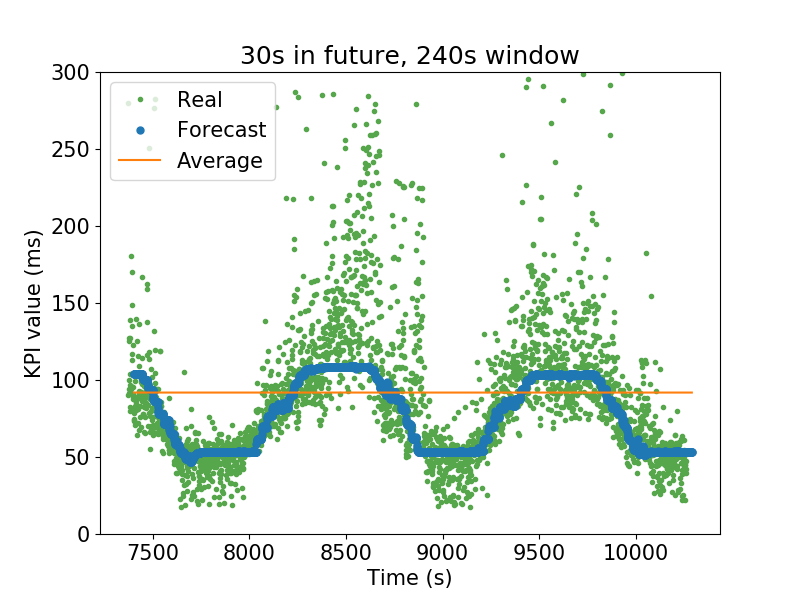 30s in future, 240s window
KPI value (ms)
300
250
200
150
100
50
0
Real
Forecast
Average
7500 8000 8500 9000 9500 10000
Time (s)